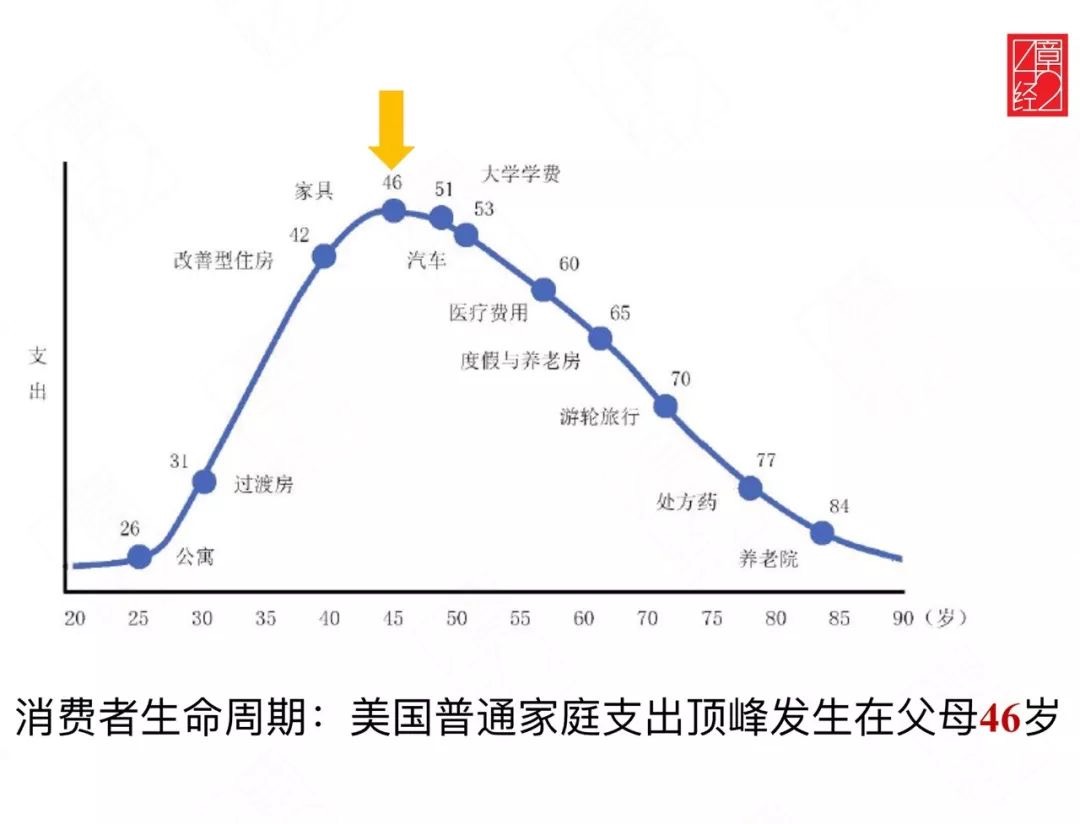 42章经
46
大学学费
家具
51
53
42
改善型住房
汽车
60
医疗费用
65
支出
度假与养老房
70
游轮旅行
31
过渡房
77
处方药
26
84
公寓
养老院
20 25 30 35 40 45 50 55 60 70 75 80 85 90（岁）
消费者生命周期：美国普通家庭支出顶峰发生在父母46岁